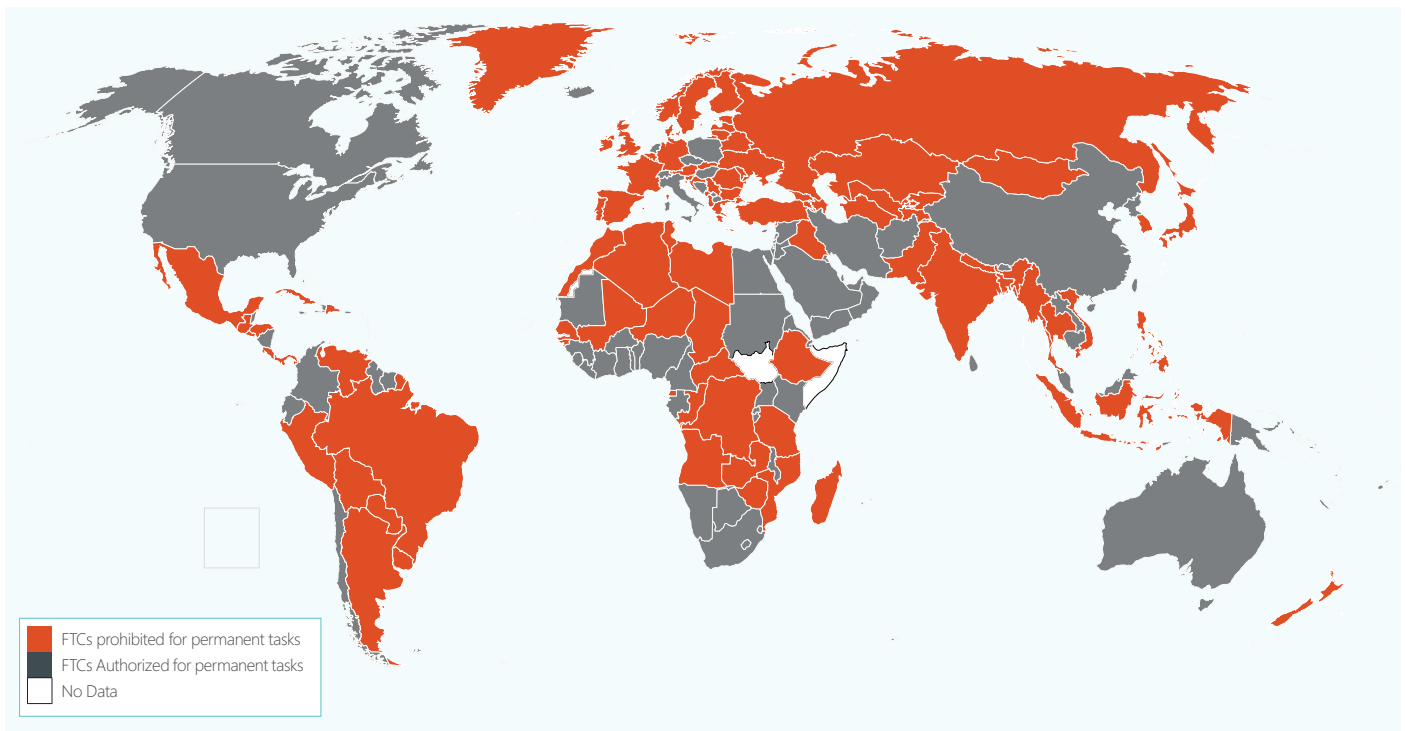 FTCs prohibited for permanent tasks
FTCs Authorized for permanent tasks
No Data